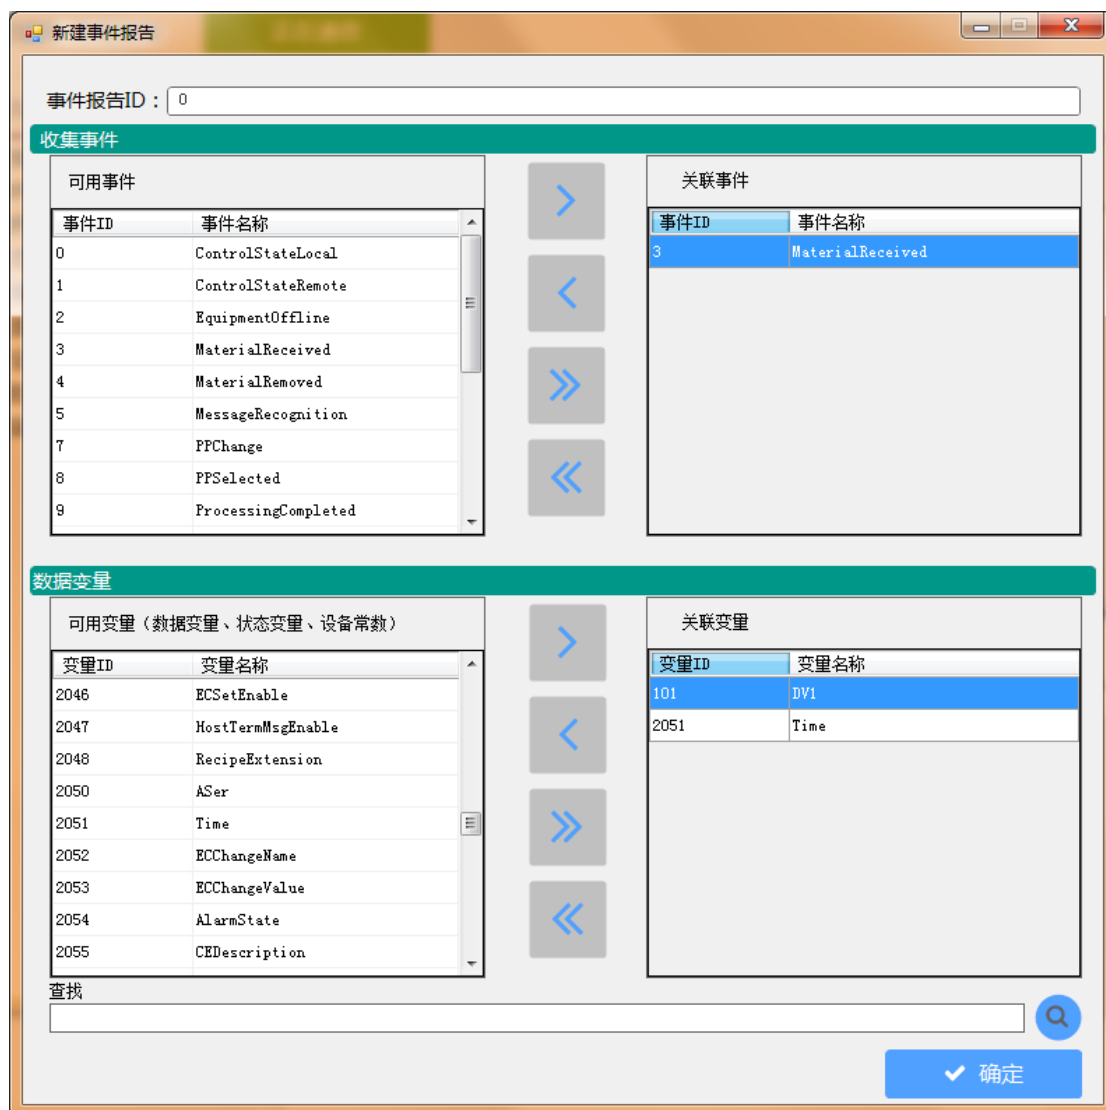 新建事件报告
事件报告ID： 0
收集事件
可用事件
事件ID 事件名称
0 ControlStateLocal
1 ControlStateRemote
2 EquipmentOffline
3 MaterialReceived
4 MaterialRemoved
5 MessageRecognition
7 PPChange
8 PPSelected
9 ProcessingCompleted
关联事件
事件ID 事件名称
3 MaterialReceived
数据变量
可用变量（数据变量、状态变量、设备常数）
变量ID 变量名称
2046 ECSetEnable
2047 HostTermMsgEnable
2048 RecipeExtension
2050 ASer
2051 Time
2052 ECChangeName
2053 ECChangeValue
2054 AlarmState
2055 CEDescription
关联变量
变量ID 变量名称
101 DV1
2051 Time
查找
确定